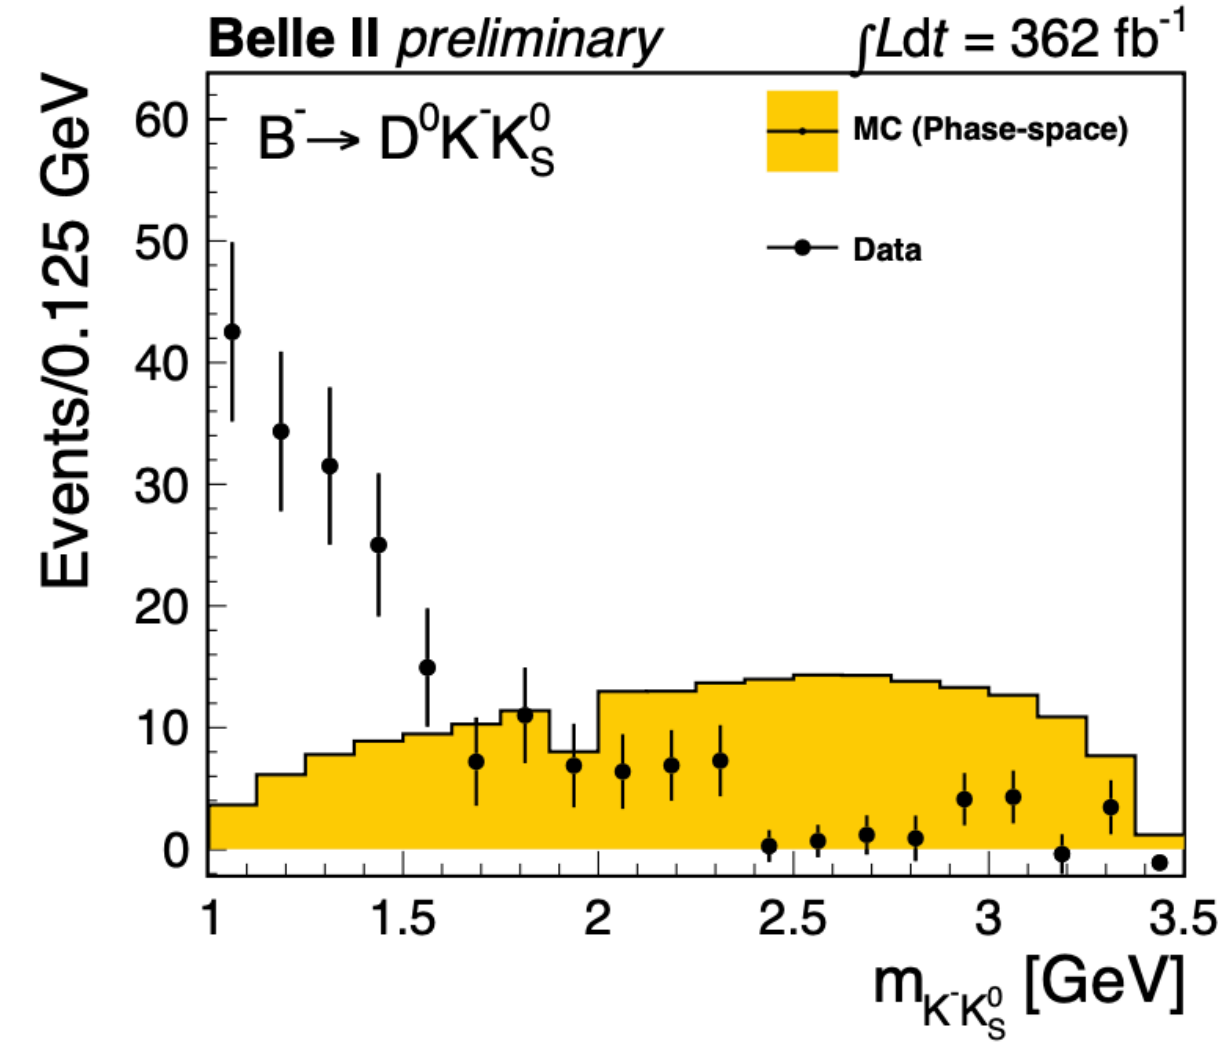 Belle II preliminary ∫Ldt = 362 fb⁻¹
B⁻→ D⁰K⁻K⁰S
MC (Phase-space)
Data
Events/0.125 GeV
60
50
40
30
20
10
0
1 1.5 2 2.5 3 3.5
mK⁻K⁰S [GeV]